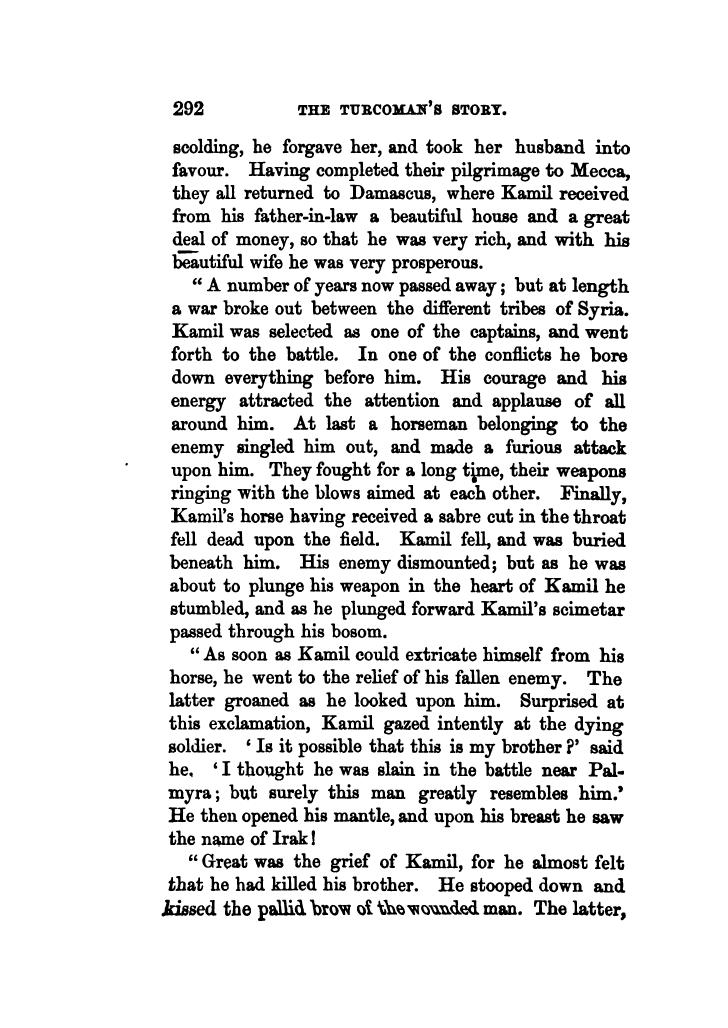 292 THE TURCOMAN'S STORY.
scolding, he forgave her, and took her husband into
favour. Having completed their pilgrimage to Mecca,
they all returned to Damascus, where Kamil received
from his father-in-law a beautiful house and a great
deal of money, so that he was very rich, and with his
beautiful wife he was very prosperous.
"A number of years now passed away; but at length
a war broke out between the different tribes of Syria.
Kamil was selected as one of the captains, and went
forth to the battle. In one of the conflicts he bore
down everything before him. His courage and his
energy attracted the attention and applause of all
around him. At last a horseman belonging to the
enemy singled him out, and made a furious attack
upon him. They fought for a long time, their weapons
ringing with the blows aimed at each other. Finally,
Kamil's horse having received a sabre cut in the throat
fell dead upon the field. Kamil fell, and was buried
beneath him. His enemy dismounted; but as he was
about to plunge his weapon in the heart of Kamil he
stumbled, and as he plunged forward Kamil's scimetar
passed through his bosom.
"As soon as Kamil could extricate himself from his
horse, he went to the relief of his fallen enemy. The
latter groaned as he looked upon him. Surprised at
this exclamation, Kamil gazed intently at the dying
soldier. 'Is it possible that this is my brother?' said
he. 'I thought he was slain in the battle near Pal-
myra; but surely this man greatly resembles him.'
He then opened his mantle, and upon his breast he saw
the name of Irak!
"Great was the grief of Kamil, for he almost felt
that he had killed his brother. He stooped down and
kissed the pallid brow of the wounded man. The latter,